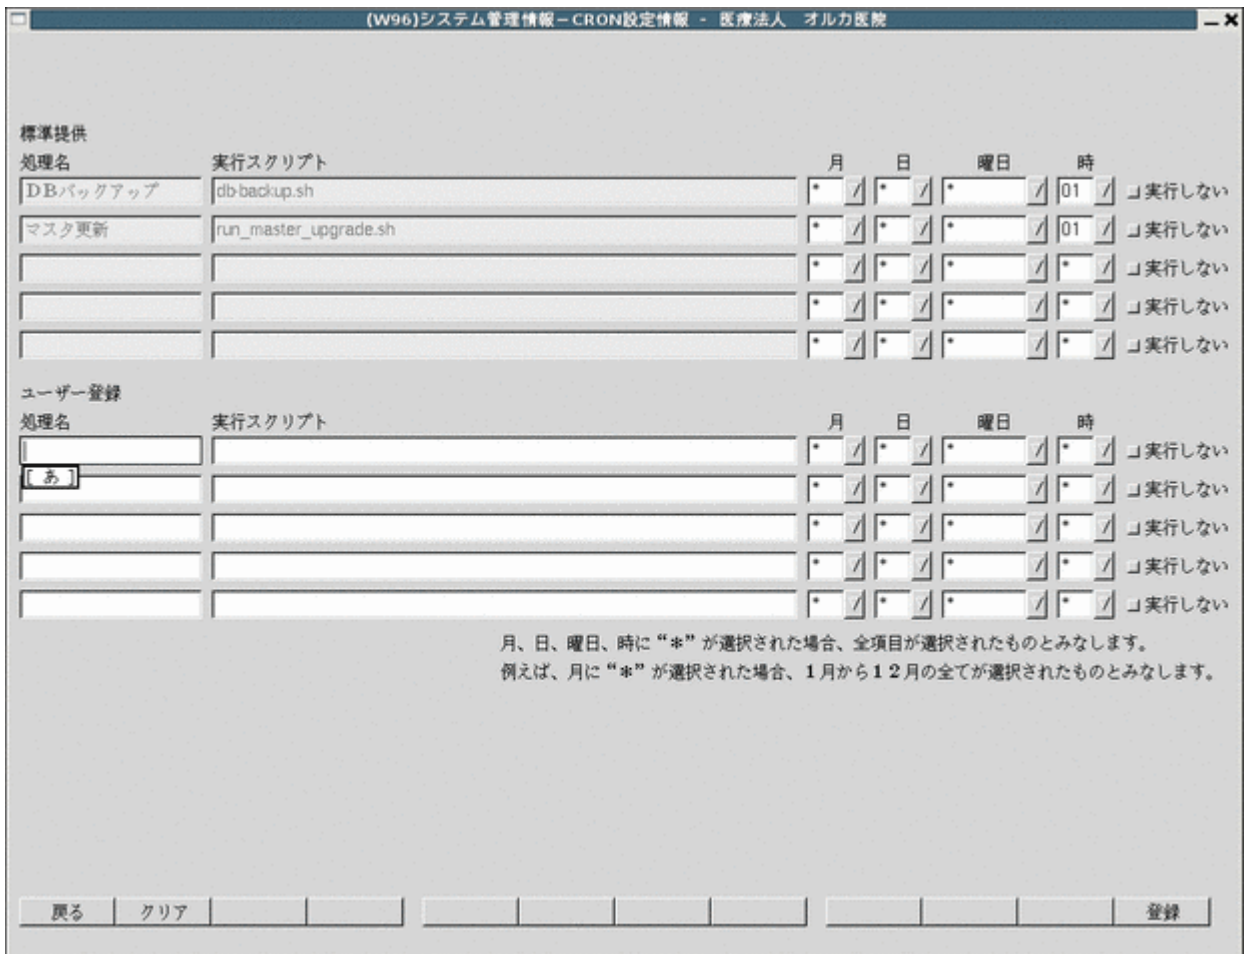 (W96)システム管理情報－CRON設定情報 - 医療法人　オルカ医院
標準提供
処理名 実行スクリプト 月 日 曜日 時
DBバックアップ db-backup.sh * * * 01 実行しない
マスタ更新 run_master_upgrade.sh * * * 01 実行しない
* * * * 実行しない
* * * * 実行しない
* * * * 実行しない
ユーザー登録
処理名 実行スクリプト 月 日 曜日 時
* * * * 実行しない
[ あ ]
* * * * 実行しない
* * * * 実行しない
* * * * 実行しない
* * * * 実行しない
月、日、曜日、時に“＊”が選択された場合、全項目が選択されたものとみなします。
例えば、月に“＊”が選択された場合、１月から１２月の全てが選択されたものとみなします。
戻る クリア 登録